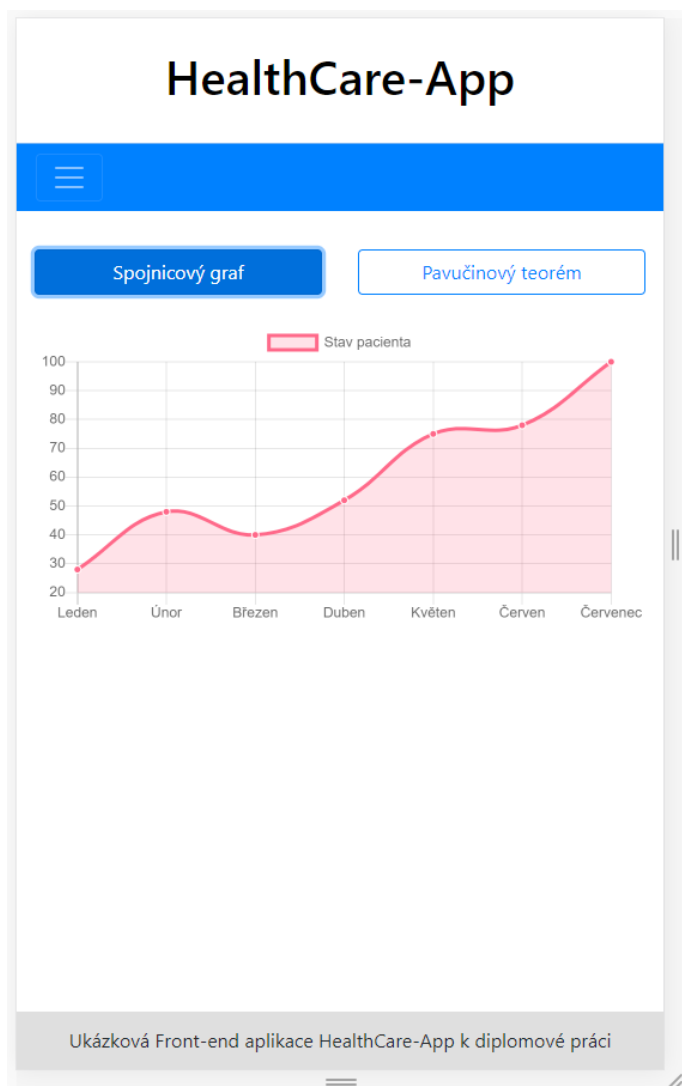 HealthCare-App
Spojnicový graf
Pavučinový teorém
Stav pacienta
100
90
80
70
60
50
40
30
20
Leden Únor Březen Duben Květen Červen Červenec
Ukázková Front-end aplikace HealthCare-App k diplomové práci